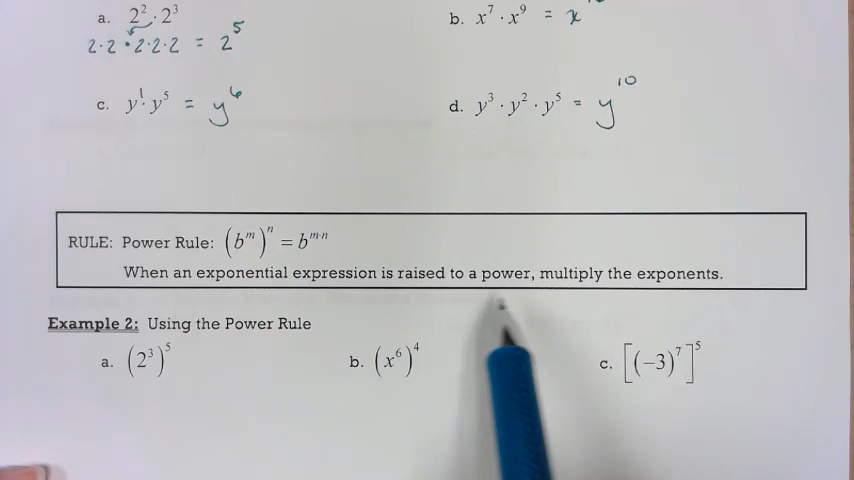 a. 2² · 2³
2·2·2·2·2 = 2⁵
b. x⁷ · x⁹ = x
c. y¹ · y⁵ = y⁶
d. y³ · y² · y⁵ = y¹⁰
RULE: Power Rule: (bᵐ)ⁿ = bᵐ·ⁿ
When an exponential expression is raised to a power, multiply the exponents.
Example 2: Using the Power Rule
a. (2³)⁵
b. (x⁶)⁴
c. [(−3)⁷]⁵